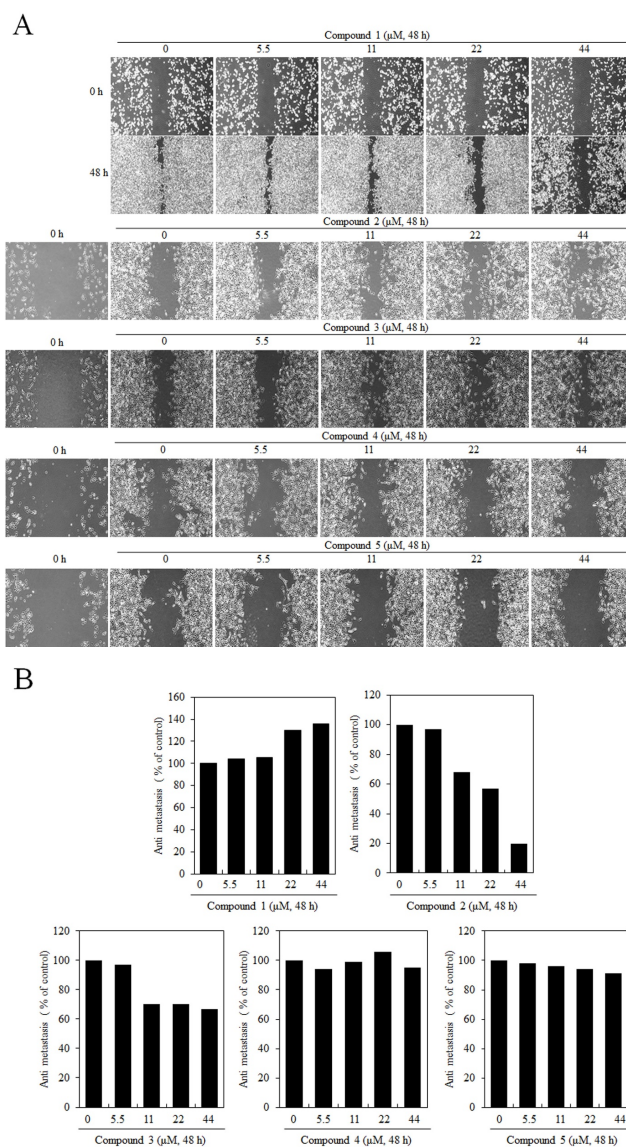 A
Compound 1 (µM, 48 h)
0 5.5 11 22 44
0 h
48 h
Compound 2 (µM, 48 h)
0 h 0 5.5 11 22 44
Compound 3 (µM, 48 h)
0 h 0 5.5 11 22 44
Compound 4 (µM, 48 h)
0 h 0 5.5 11 22 44
Compound 5 (µM, 48 h)
0 h 0 5.5 11 22 44
B
Anti metastasis ( % of control)
160
140
120
100
80
60
40
20
0
0 5.5 11 22 44
Compound 1 (µM, 48 h)
Anti metastasis ( % of control)
120
100
80
60
40
20
0
0 5.5 11 22 44
Compound 2 (µM, 48 h)
Anti metastasis ( % of control)
120
100
80
60
40
20
0
0 5.5 11 22 44
Compound 3 (µM, 48 h)
Anti metastasis ( % of control)
120
100
80
60
40
20
0
0 5.5 11 22 44
Compound 4 (µM, 48 h)
Anti metastasis ( % of control)
120
100
80
60
40
20
0
0 5.5 11 22 44
Compound 5 (µM, 48 h)